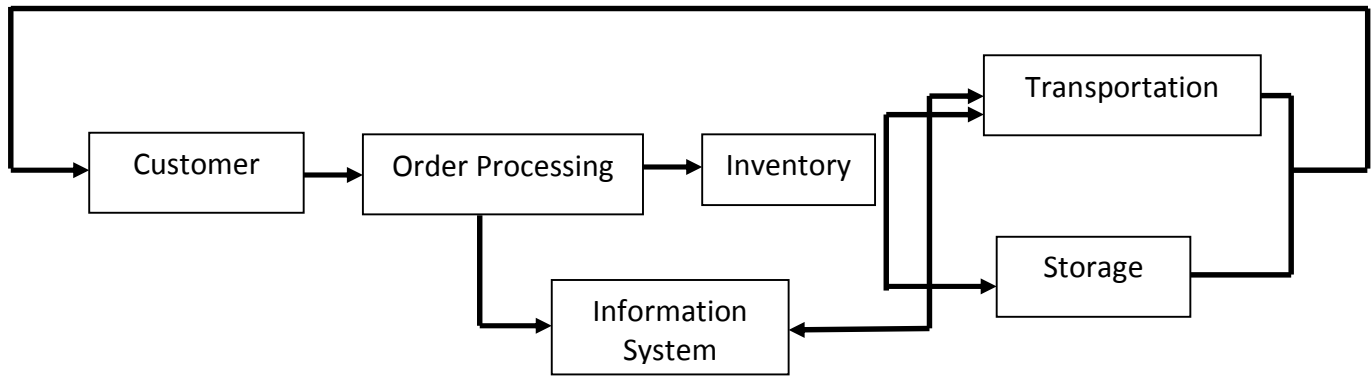 Transportation
Customer
Order Processing
Inventory
Storage
Information
System